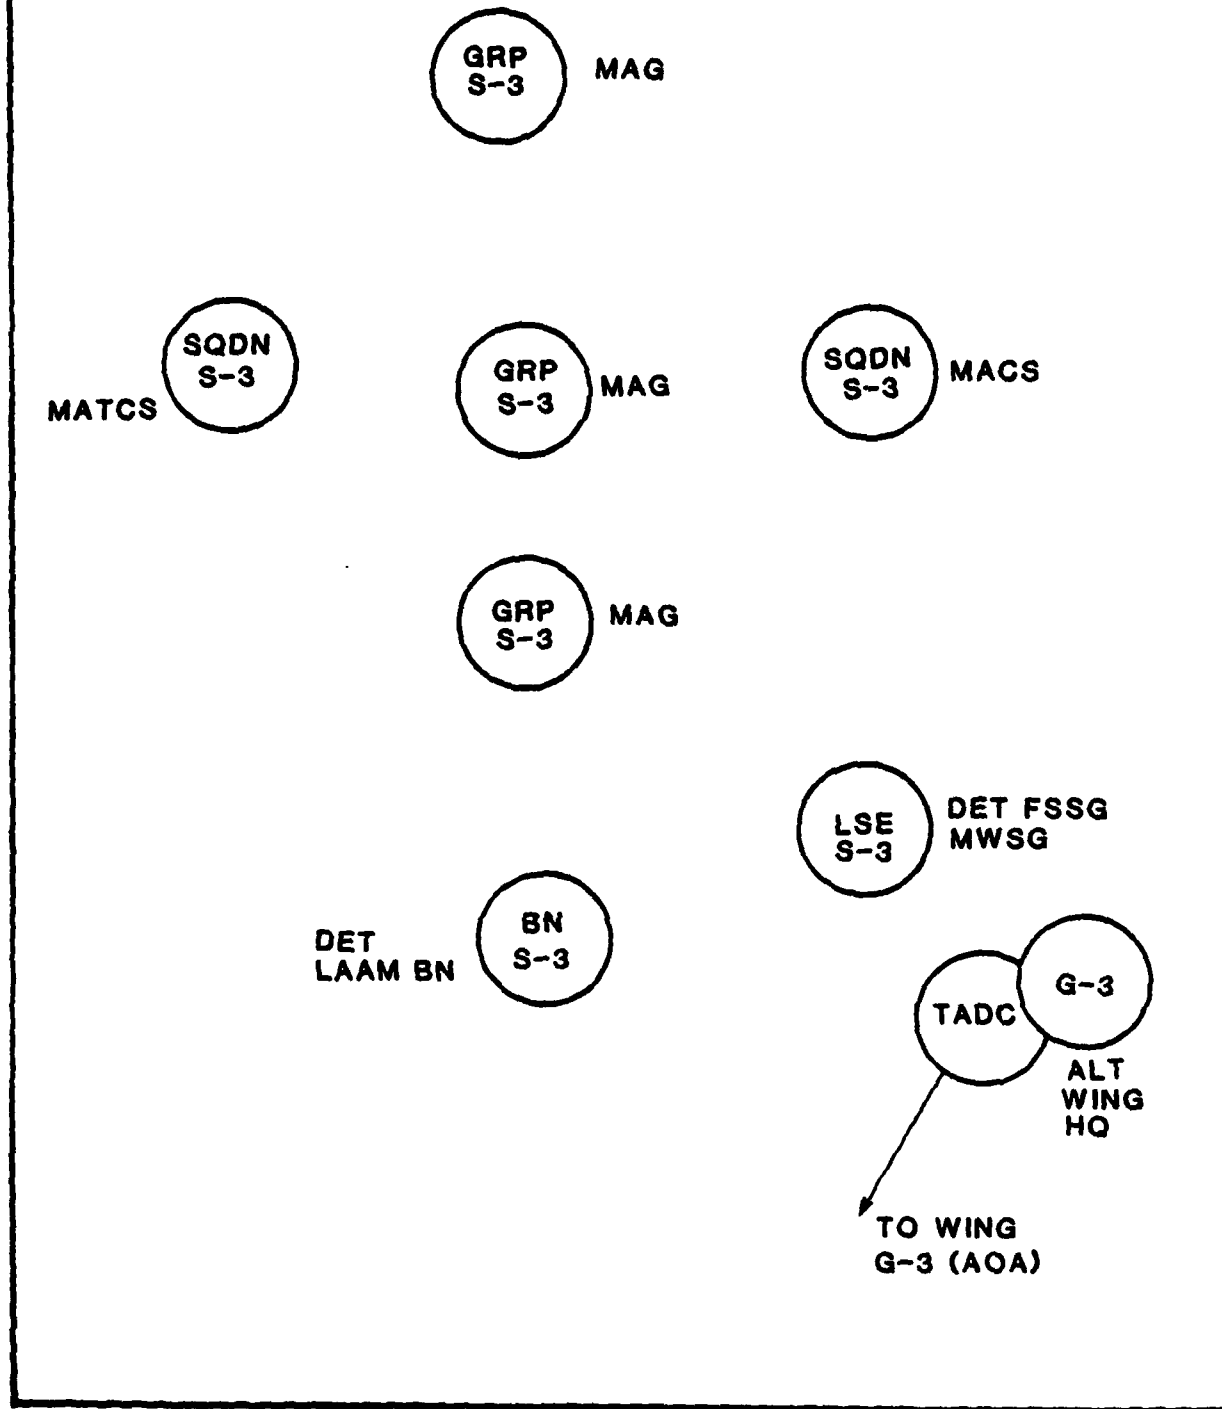 GRP
S-3
MAG
SQDN
S-3
MATCS
GRP
S-3
MAG
SQDN
S-3
MACS
GRP
S-3
MAG
LSE
S-3
DET FSSG
MWSG
BN
S-3
DET
LAAM BN
TADC
G-3
ALT
WING
HQ
TO WING
G-3 (AOA)